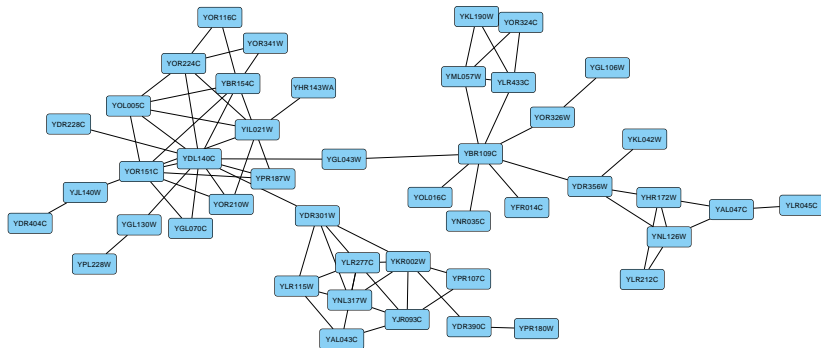 YOR116C
YKL190W
YOR324C
YOR341W
YOR224C
YGL106W
YBR154C
YML057W
YLR433C
YHR143WA
YOL005C
YOR326W
YDR228C
YIL021W
YKL042W
YDL140C
YGL043W
YBR109C
YOR151C
YPR187W
YDR356W
YJL140W
YOL016C
YHR172W
YOR210W
YFR014C
YAL047C
YLR045C
YDR404C
YGL130W
YGL070C
YDR301W
YNR035C
YNL126W
YPL228W
YLR277C
YKR002W
YPR107C
YLR212C
YLR115W
YNL317W
YJR093C
YDR390C
YPR180W
YAL043C